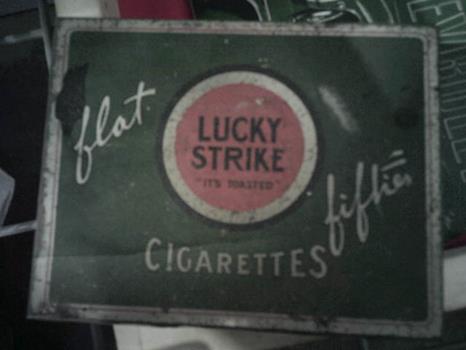 flat
LUCKY
STRIKE
"IT'S TOASTED"
fifties
CIGARETTES